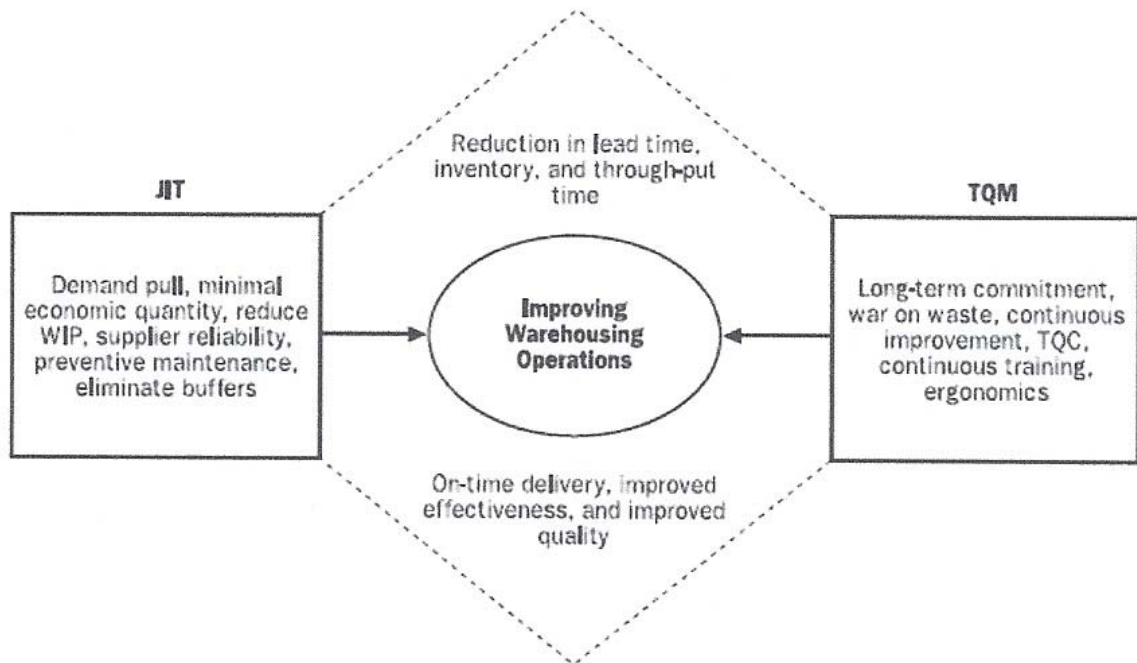 Reduction in lead time,
inventory, and through-put
time
JIT
Demand pull, minimal
economic quantity, reduce
WIP, supplier reliability,
preventive maintenance,
eliminate buffers
Improving
Warehousing
Operations
TQM
Long-term commitment,
war on waste, continuous
improvement, TQC,
continuous training,
ergonomics
On-time delivery, improved
effectiveness, and improved
quality